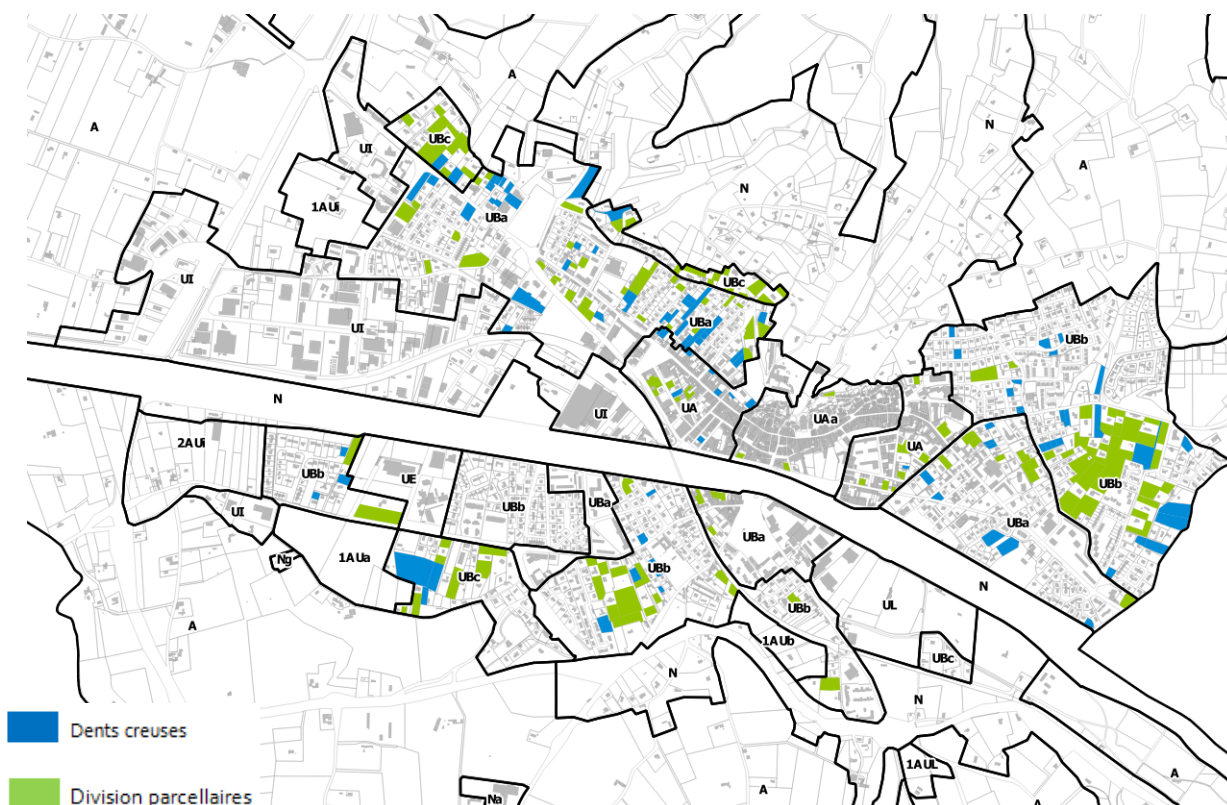 A
A
N
A
UBc
UI
N
1AUi
UBa
UI
UBc
UI
UBa
UBb
N
UI
UA
UAa
UA
2AUi
UBb
UE
UBb
UBa
UBb
UI
UBa
UBa
1AUa
Ng
UBc
UBb
UL
N
UBb
A
1AUb
UBc
N
N
Dents creuses
1AUL
A
Na
A
Division parcellaires